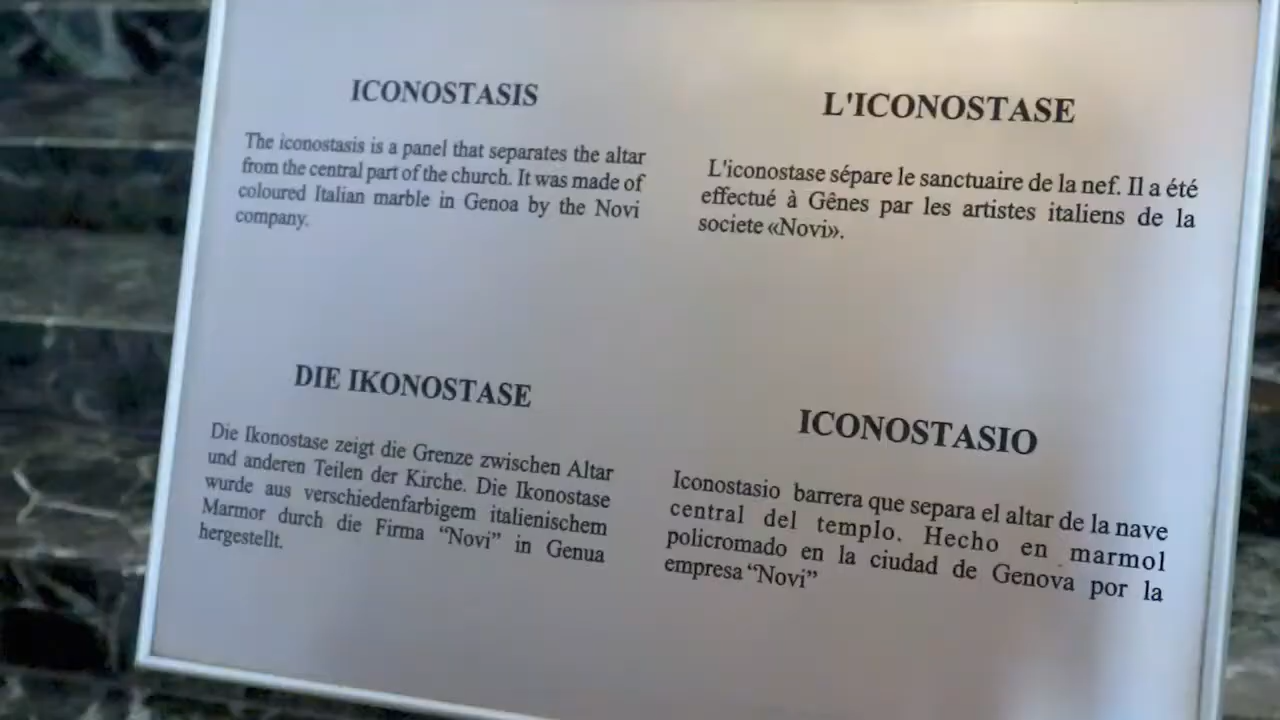 ICONOSTASIS
The iconostasis is a panel that separates the altar
from the central part of the church. It was made of
coloured Italian marble in Genoa by the Novi
company.
L'ICONOSTASE
L'iconostase sépare le sanctuaire de la nef. Il a été
effectué à Gênes par les artistes italiens de la
societe «Novi».
DIE IKONOSTASE
Die Ikonostase zeigt die Grenze zwischen Altar
und anderen Teilen der Kirche. Die Ikonostase
wurde aus verschiedenfarbigem italienischem
Marmor durch die Firma “Novi” in Genua
hergestellt.
ICONOSTASIO
Iconostasio barrera que separa el altar de la nave
central del templo. Hecho en marmol
policromado en la ciudad de Genova por la
empresa “Novi”